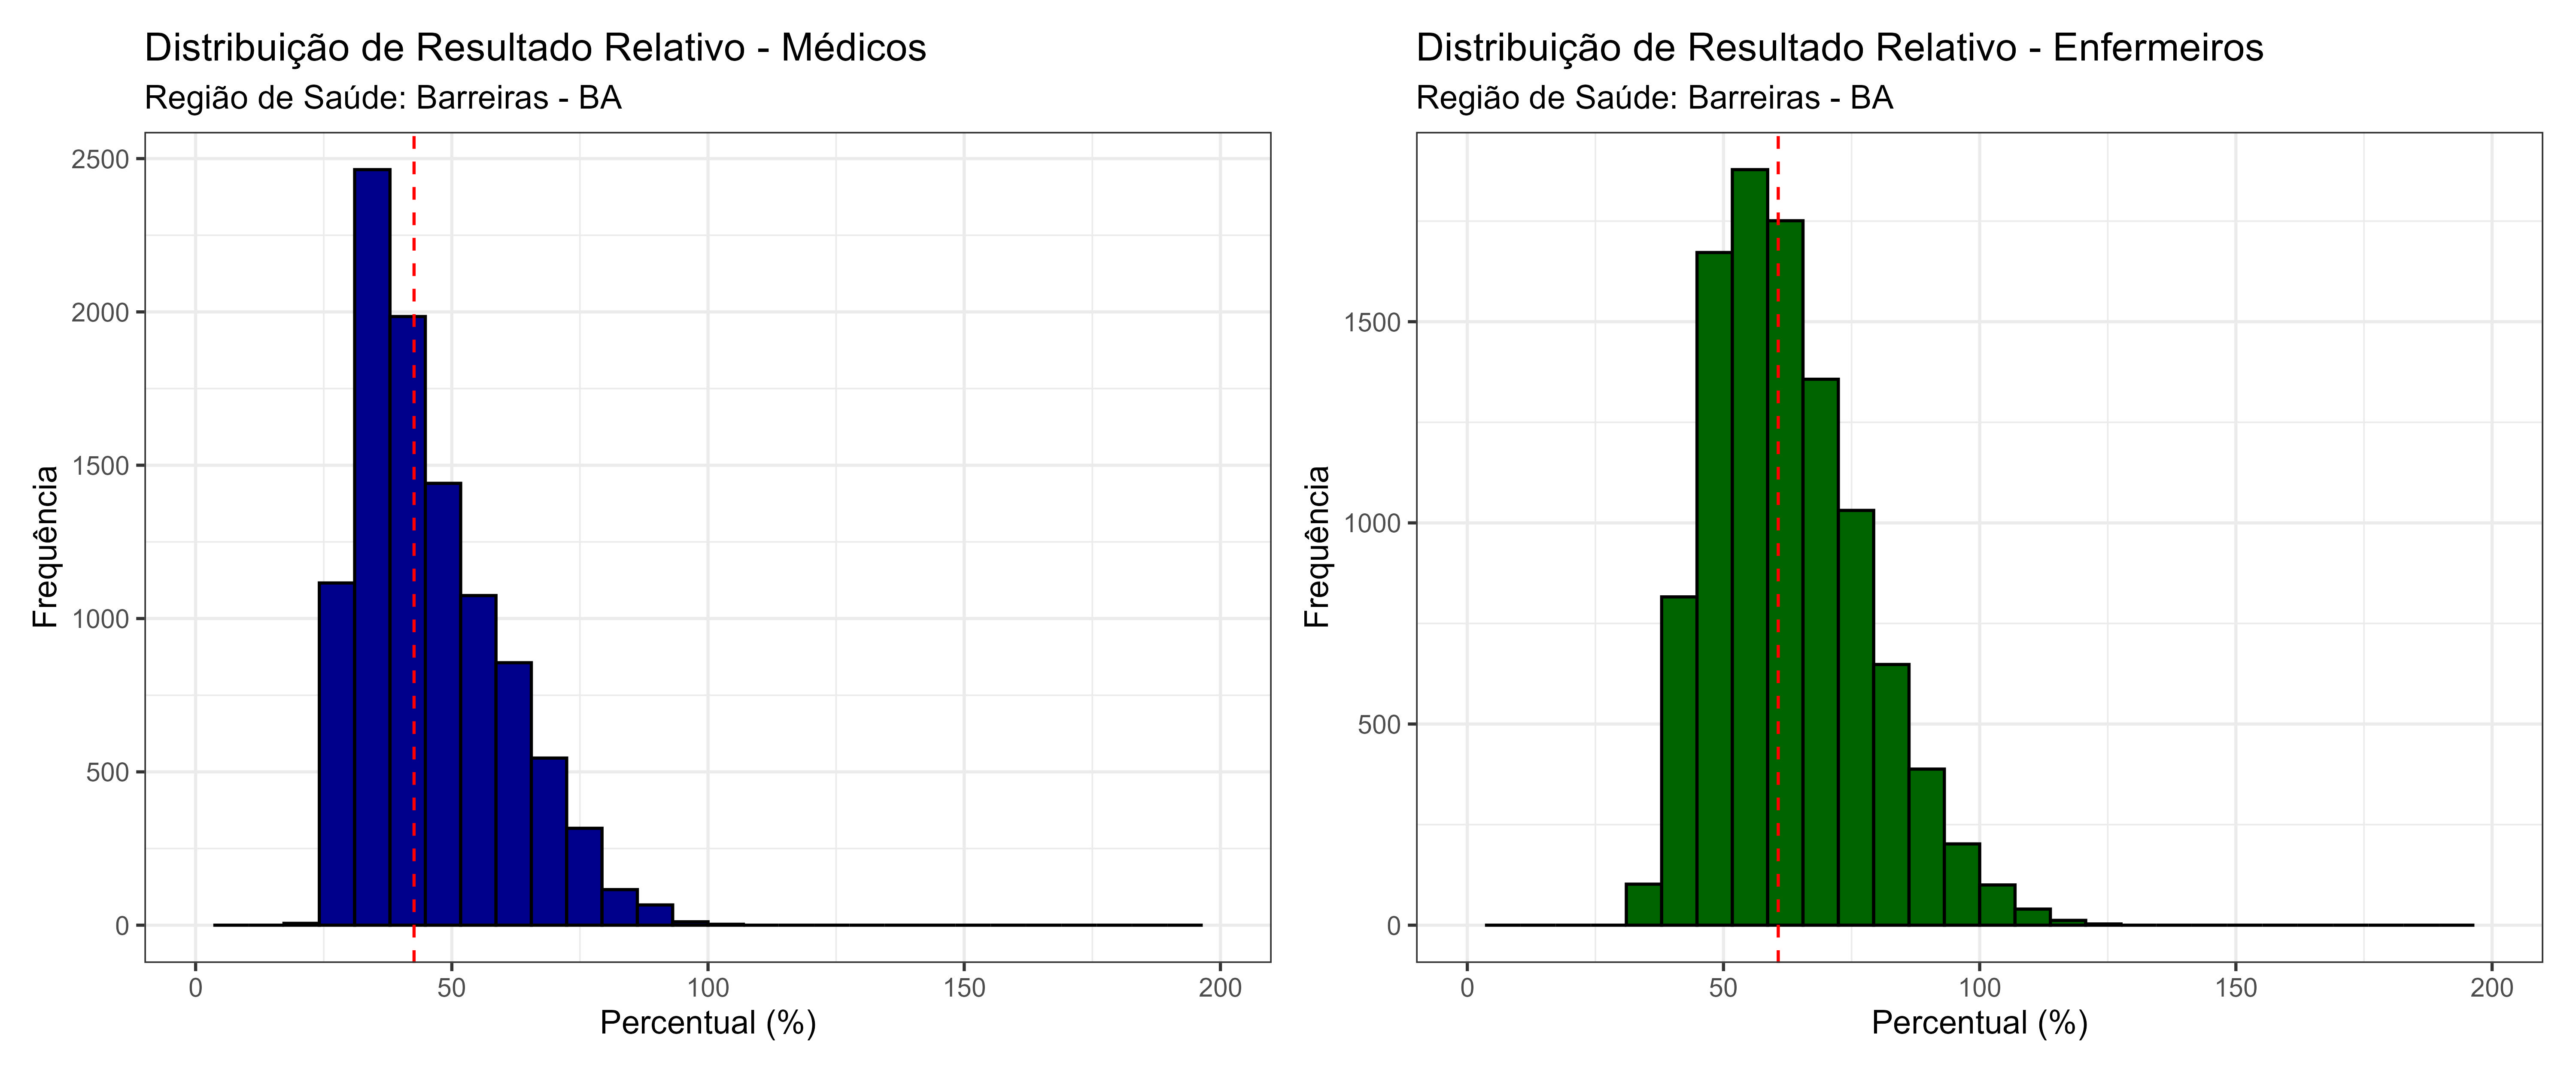 Distribuição de Resultado Relativo - Médicos
Região de Saúde: Barreiras - BA
2500
2000
1500
1000
500
0
Frequência
0 50 100 150 200
Percentual (%)
Distribuição de Resultado Relativo - Enfermeiros
Região de Saúde: Barreiras - BA
1500
1000
500
0
Frequência
0 50 100 150 200
Percentual (%)